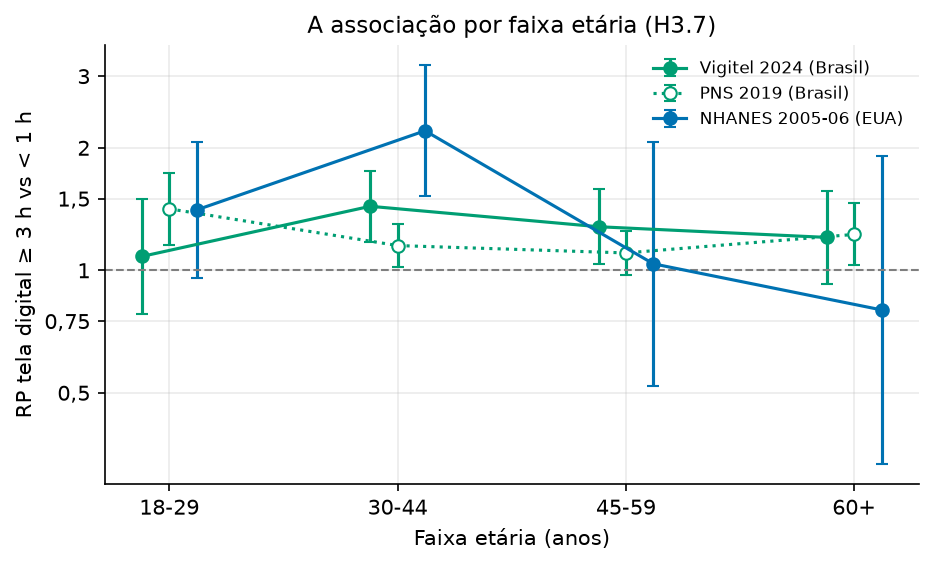 A associação por faixa etária (H3.7)
Vigitel 2024 (Brasil)
PNS 2019 (Brasil)
NHANES 2005-06 (EUA)
RP tela digital ≥ 3 h vs < 1 h
3
2
1,5
1
0,75
0,5
18-29
30-44
45-59
60+
Faixa etária (anos)